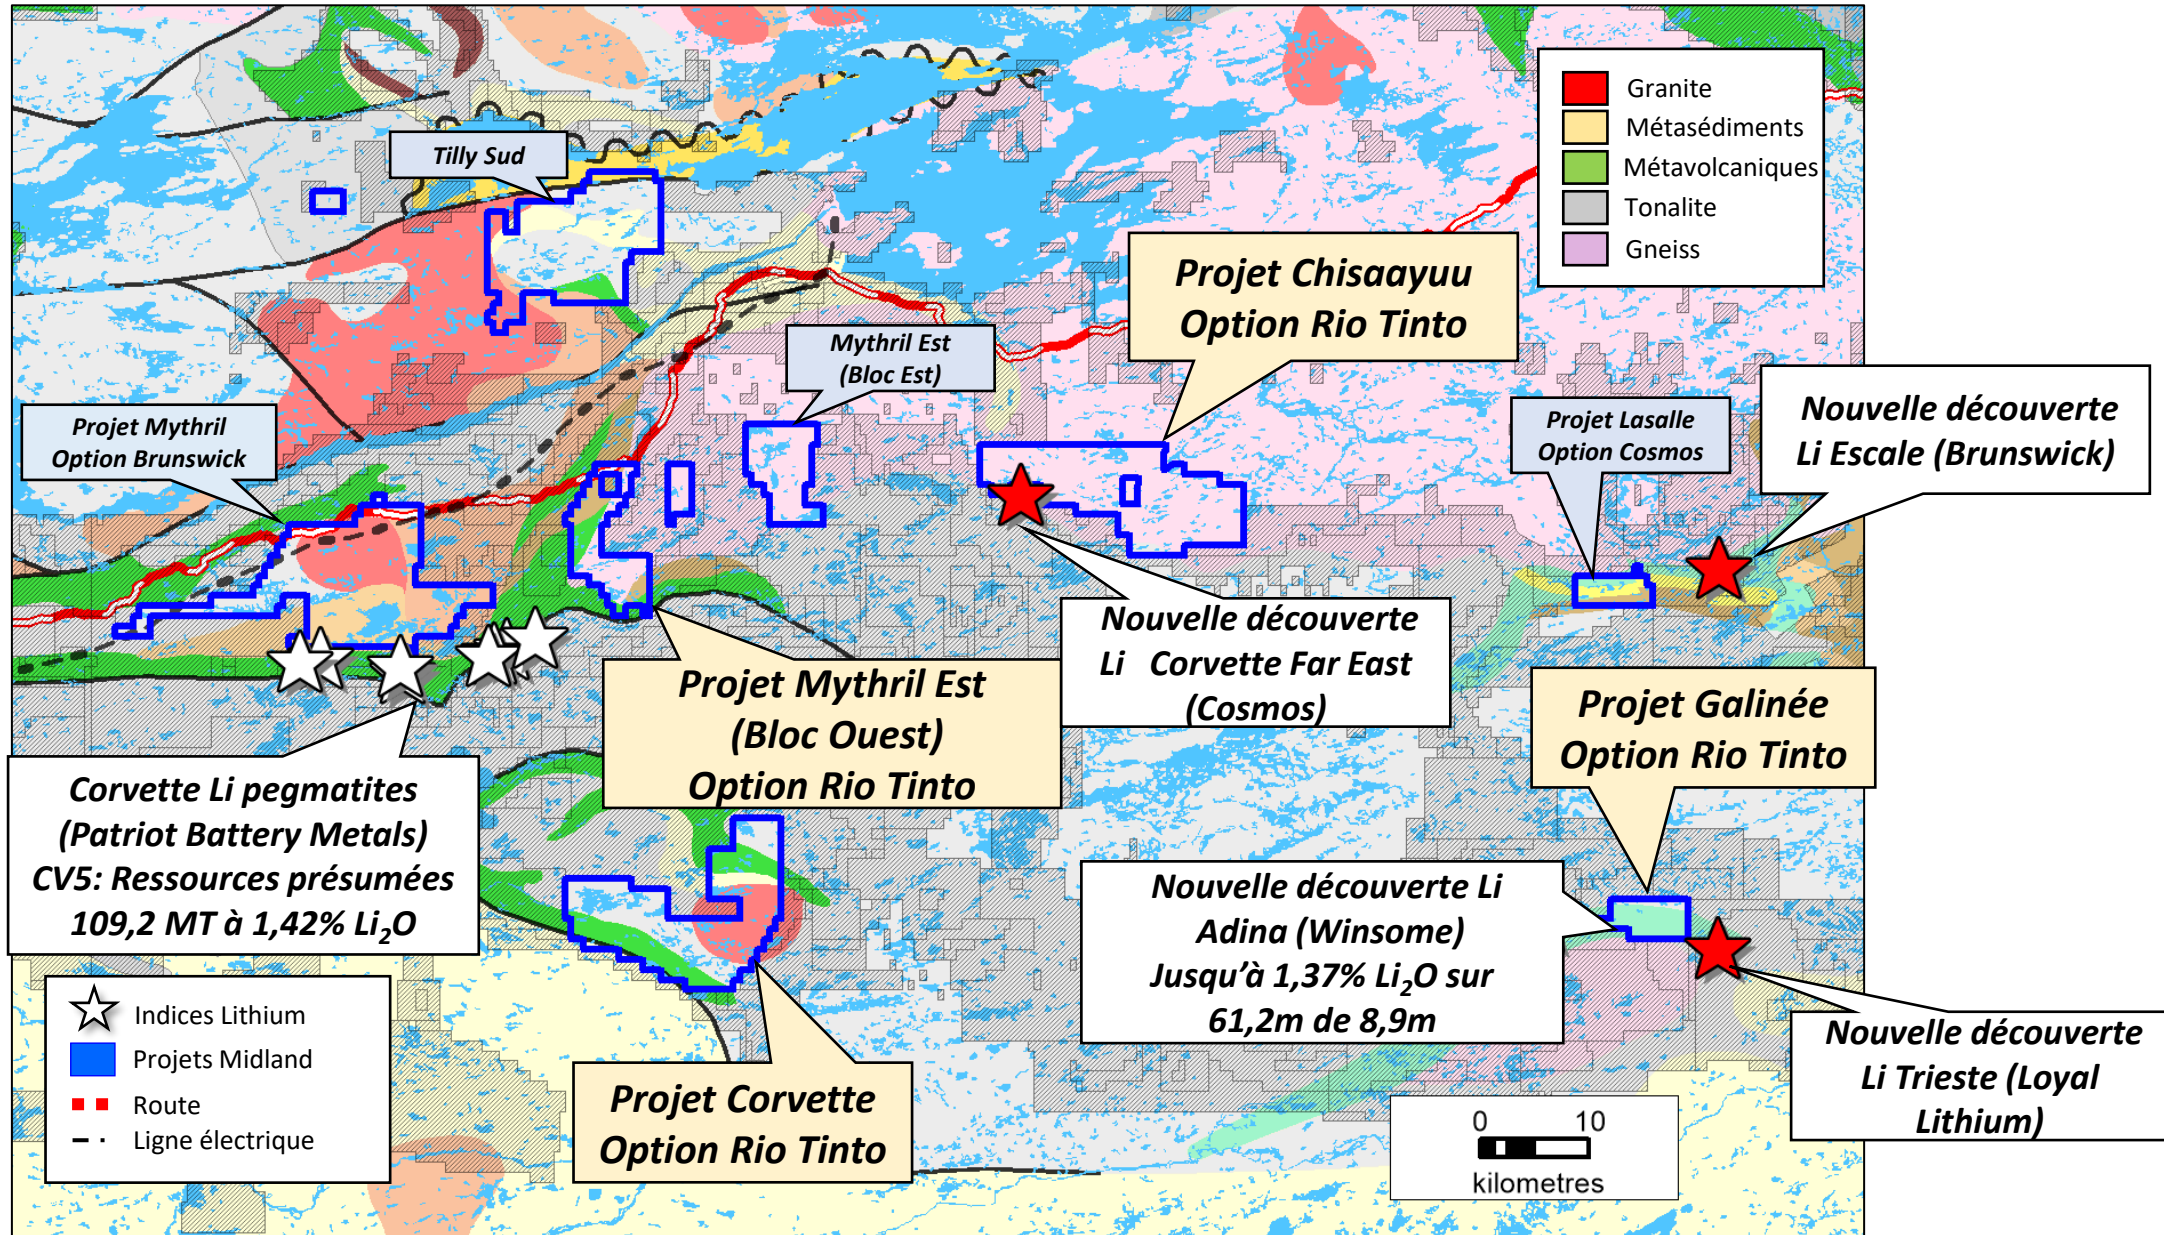 Granite
Métasédiments
Métavolcaniques
Tonalite
Gneiss
Tilly Sud
Projet Chisaayuu
Option Rio Tinto
Mythril Est
(Bloc Est)
Projet Mythril
Option Brunswick
Projet Lasalle
Option Cosmos
Nouvelle découverte
Li Escale (Brunswick)
Nouvelle découverte
Li Corvette Far East
(Cosmos)
Projet Mythril Est
(Bloc Ouest)
Option Rio Tinto
Projet Galinée
Option Rio Tinto
Corvette Li pegmatites
(Patriot Battery Metals)
CV5: Ressources présumées
109,2 MT à 1,42% Li₂O
Nouvelle découverte Li
Adina (Winsome)
Jusqu’à 1,37% Li₂O sur
61,2m de 8,9m
Indices Lithium
Projets Midland
Route
Ligne électrique
Projet Corvette
Option Rio Tinto
Nouvelle découverte
Li Trieste (Loyal
Lithium)
0 10
kilometres